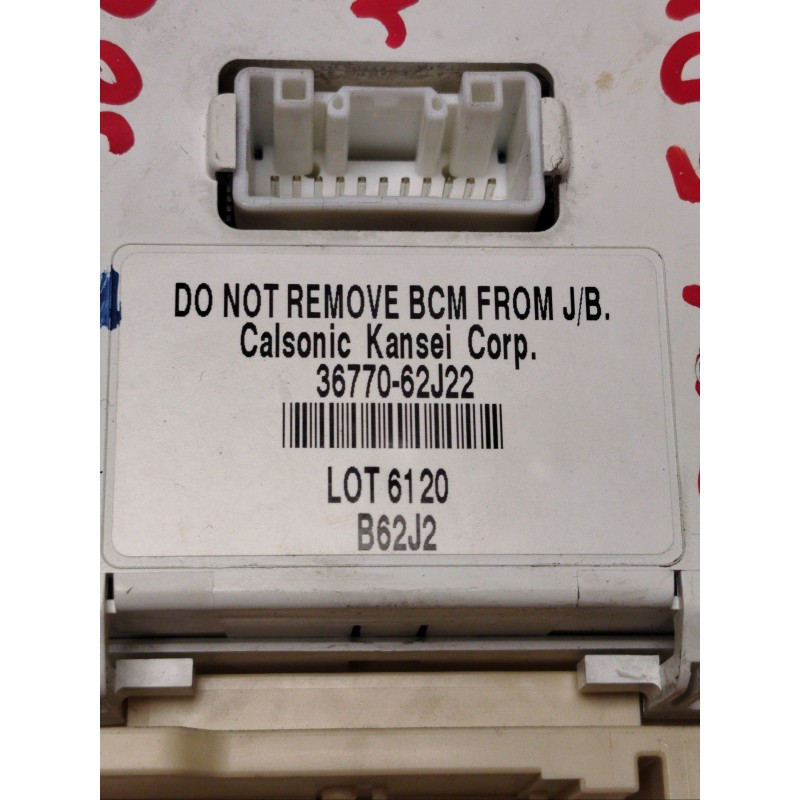 DO NOT REMOVE BCM FROM J/B.
Calsonic Kansei Corp.
36770-62J22
LOT 6120
B62J2